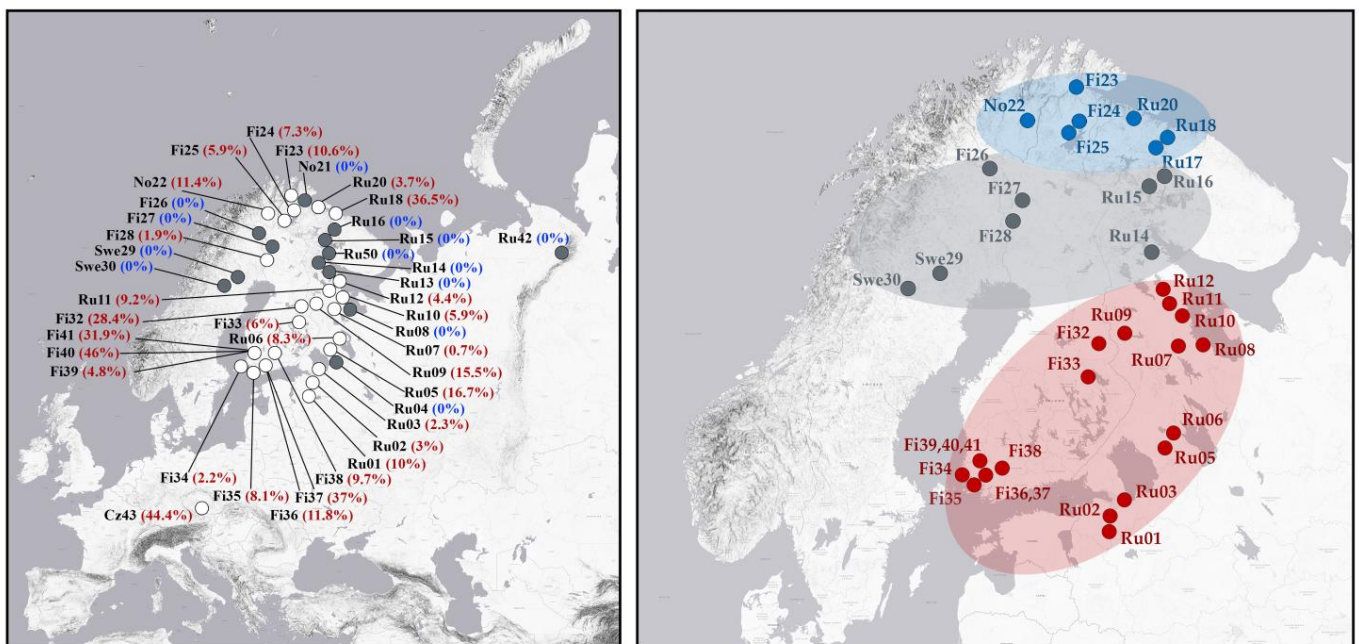 Fi24 (7.3%)
Fi25 (5.9%)
Fi23 (10.6%)
No21 (0%)
No22 (11.4%)
Ru20 (3.7%)
Fi26 (0%)
Ru18 (36.5%)
Fi27 (0%)
Ru16 (0%)
Fi28 (1.9%)
Ru15 (0%)
Ru42 (0%)
Swe29 (0%)
Ru50 (0%)
Swe30 (0%)
Ru14 (0%)
Ru13 (0%)
Ru11 (9.2%)
Ru12 (4.4%)
Fi32 (28.4%)
Ru10 (5.9%)
Fi33 (6%)
Fi41 (31.9%)
Ru08 (0%)
Ru06 (8.3%)
Fi40 (46%)
Ru07 (0.7%)
Fi39 (4.8%)
Ru09 (15.5%)
Ru05 (16.7%)
Ru04 (0%)
Ru03 (2.3%)
Ru02 (3%)
Ru01 (10%)
Fi34 (2.2%)
Fi38 (9.7%)
Fi35 (8.1%)
Fi37 (37%)
Cz43 (44.4%)
Fi36 (11.8%)
Fi23
No22
Fi24
Ru20
Ru18
Fi25
Ru17
Fi26
Fi27
Ru16
Ru15
Fi28
Ru14
Swe29
Swe30
Ru12
Ru11
Ru10
Ru09
Fi32
Ru07
Ru08
Fi33
Ru06
Fi39,40,41
Fi38
Ru05
Fi34
Fi36,37
Fi35
Ru03
Ru02
Ru01